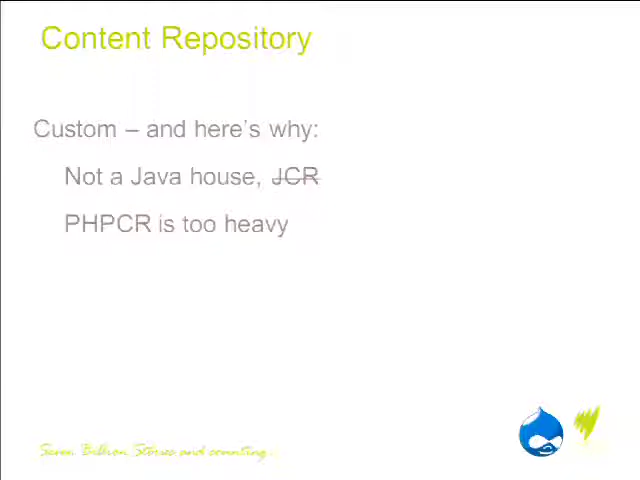 Content Repository
Custom – and here's why:
Not a Java house, JCR
PHPCR is too heavy
Seven Billion Stories and counting...